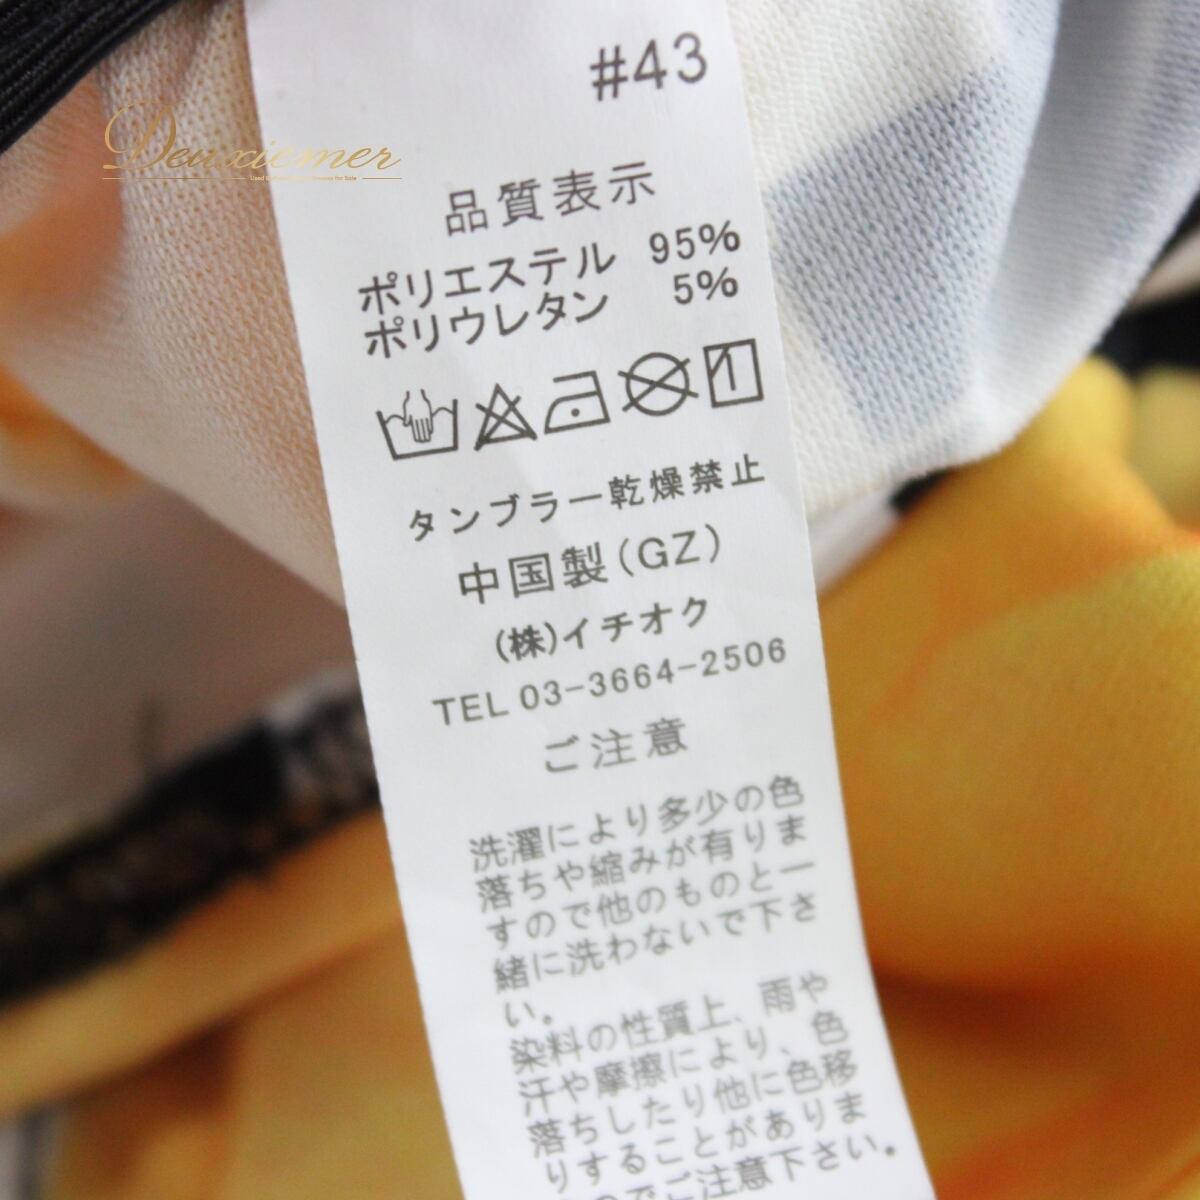 #43
Deuxiemer
品質表示
ポリエステル 95%
ポリウレタン 5%
タンブラー乾燥禁止
中国製(GZ)
(株)イチオク
TEL 03-3664-2506
ご注意
洗濯により多少の色
落ちや縮みが有りま
すので他のものと一
緒に洗わないで下さ
い。
染料の性質上、雨や
汗や摩擦により、色
落ちしたり他に色移
りすることがありま
のでご注意下さい。